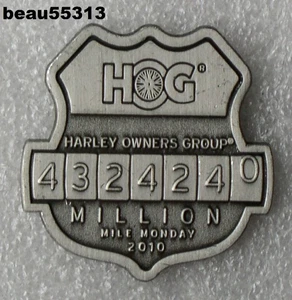 beau55313
HOG®
HARLEY OWNERS GROUP®
4324240
MILLION
MILE MONDAY
2010